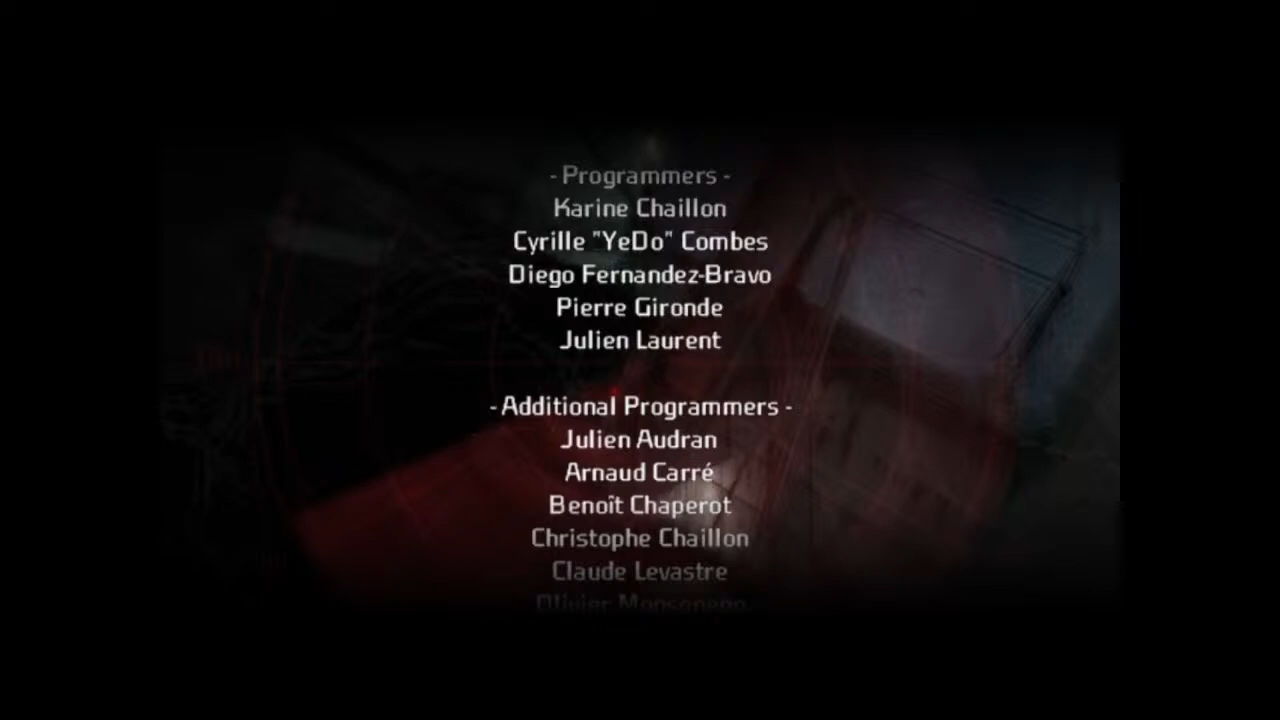 - Programmers -
Karine Chaillon
Cyrille "YeDo" Combes
Diego Fernandez-Bravo
Pierre Gironde
Julien Laurent
- Additional Programmers -
Julien Audran
Arnaud Carré
Benoît Chaperot
Christophe Chaillon
Claude Levastre
Olivier